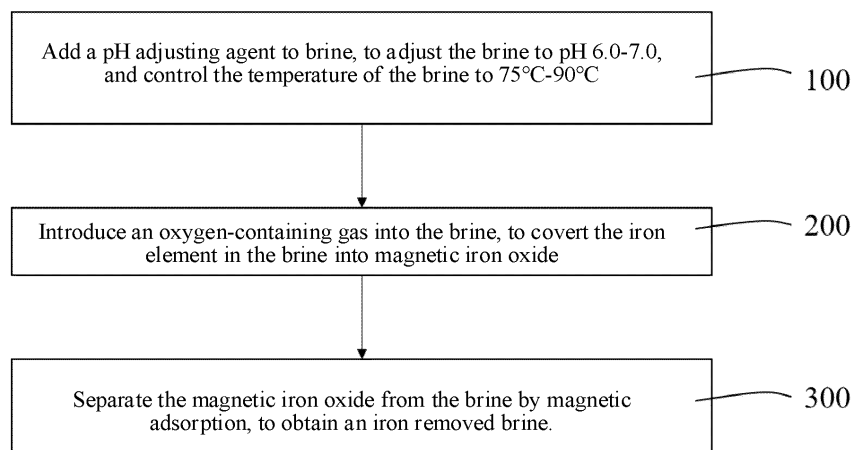 Add a pH adjusting agent to brine, to adjust the brine to pH 6.0-7.0,
and control the temperature of the brine to 75°C-90°C
100
Introduce an oxygen-containing gas into the brine, to covert the iron
element in the brine into magnetic iron oxide
200
Separate the magnetic iron oxide from the brine by magnetic
adsorption, to obtain an iron removed brine.
300